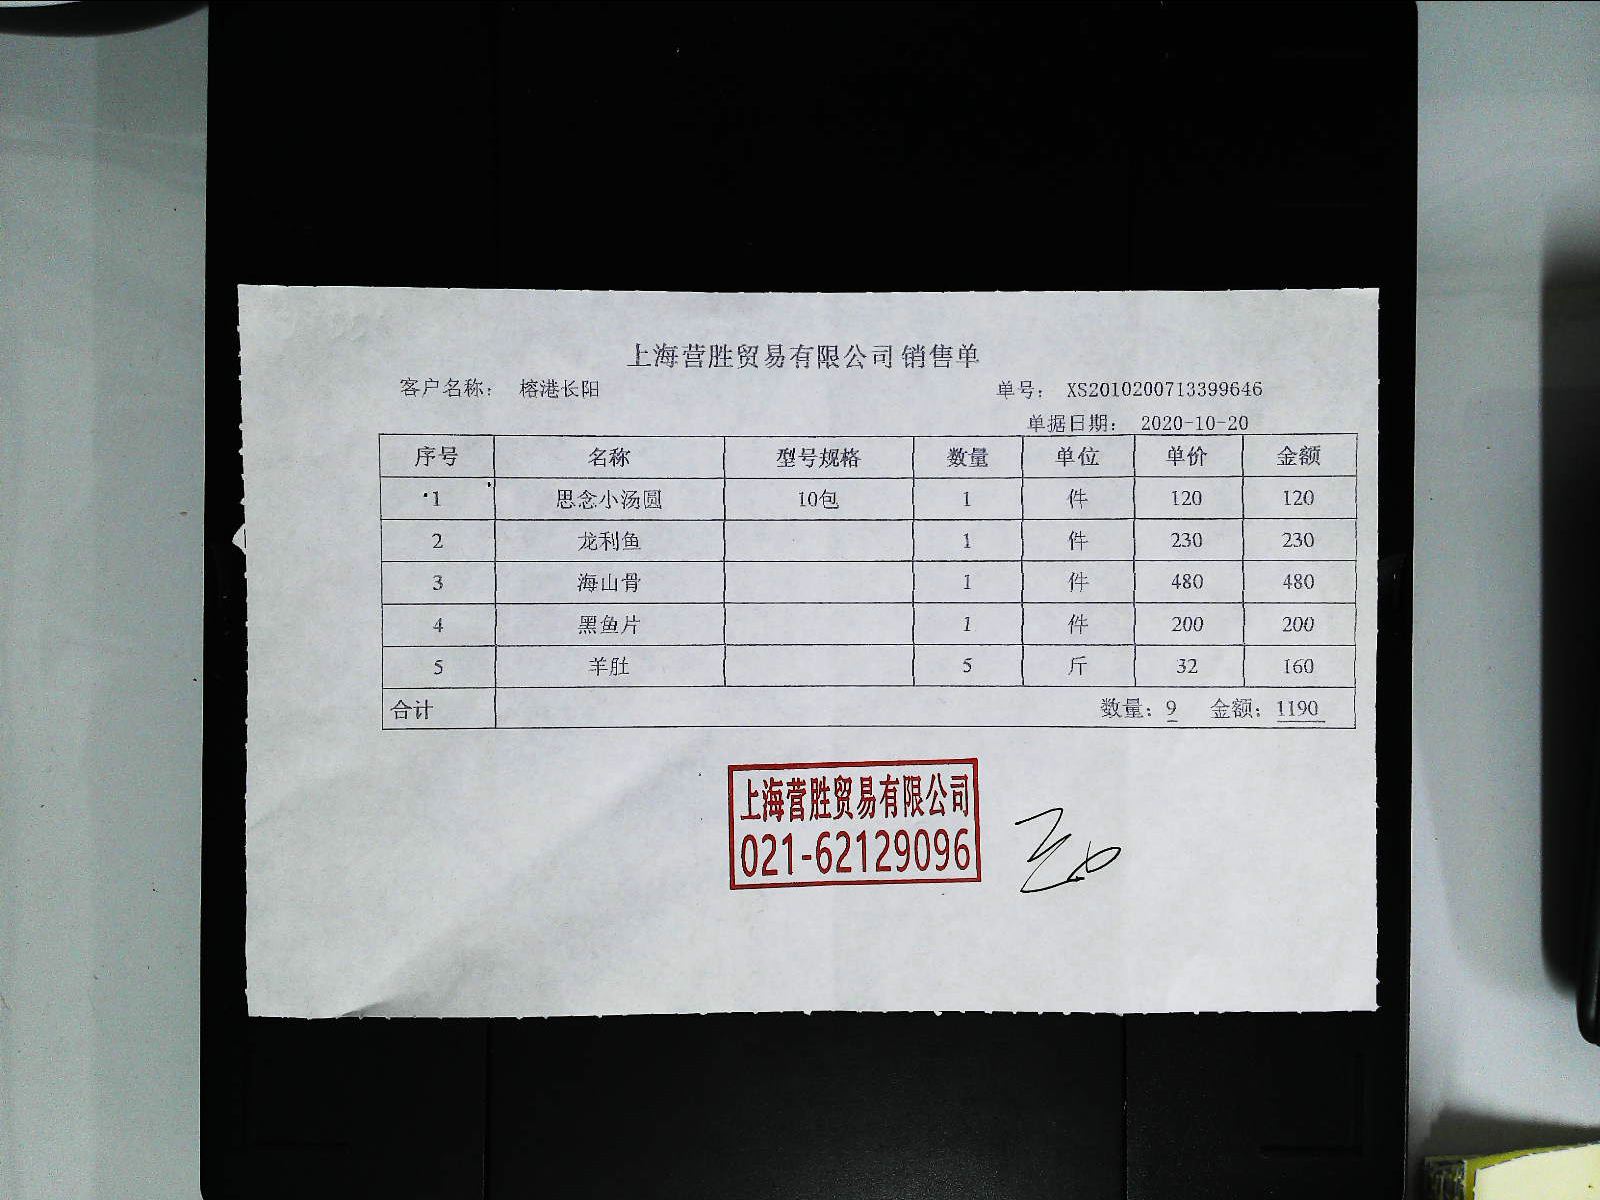 上海营胜贸易有限公司 销售单
客户名称： 榕港长阳 单号： XS2010200713399646
单据日期： 2020-10-20
序号 名称 型号规格 数量 单位 单价 金额
1 思念小汤圆 10包 1 件 120 120
2 龙利鱼 1 件 230 230
3 海山骨 1 件 480 480
4 黑鱼片 1 件 200 200
5 羊肚 5 斤 32 160
合计 数量：9 金额：1190
上海营胜贸易有限公司
021-62129096